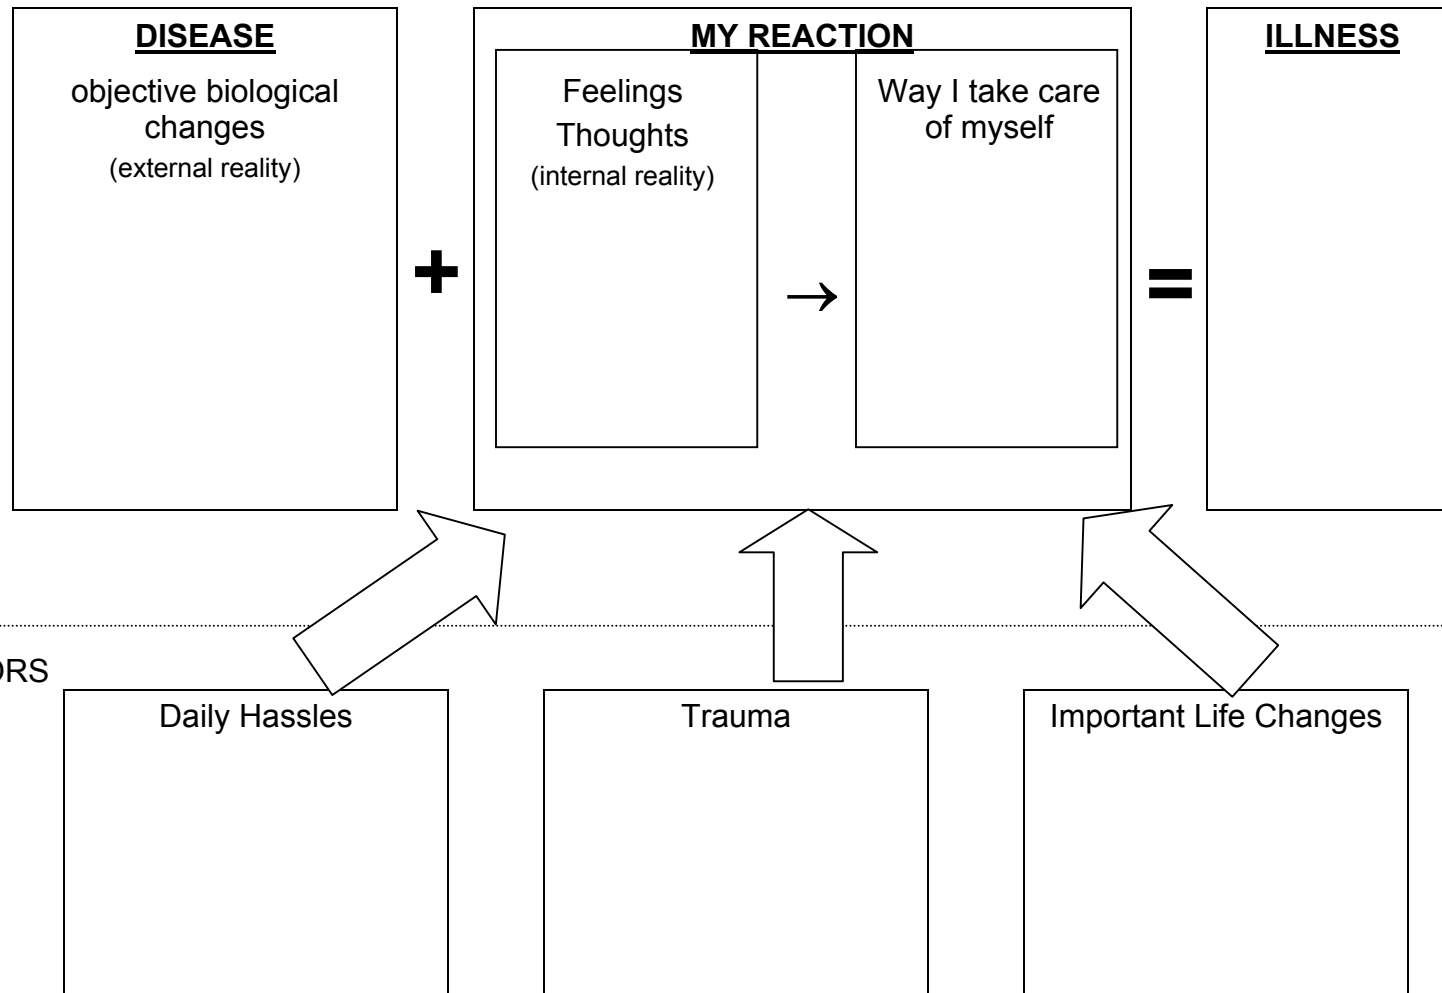 DISEASE
objective biological
changes
(external reality)
+
MY REACTION
Feelings
Thoughts
(internal reality)
→
Way I take care
of myself
=
ILLNESS
ORS
Daily Hassles
Trauma
Important Life Changes